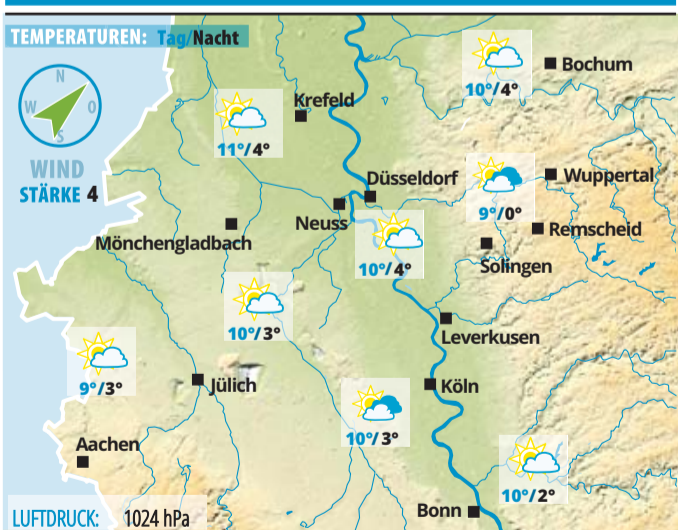 TEMPERATUREN: Tag/Nacht
N
W O
S
WIND
STÄRKE 4
10°/4°
Bochum
Krefeld
11°/4°
Düsseldorf
Wuppertal
9°/0°
Neuss
Remscheid
Mönchengladbach
10°/4°
Solingen
10°/3°
Leverkusen
9°/3°
Jülich
Köln
10°/3°
Aachen
10°/2°
Bonn
LUFTDRUCK: 1024 hPa